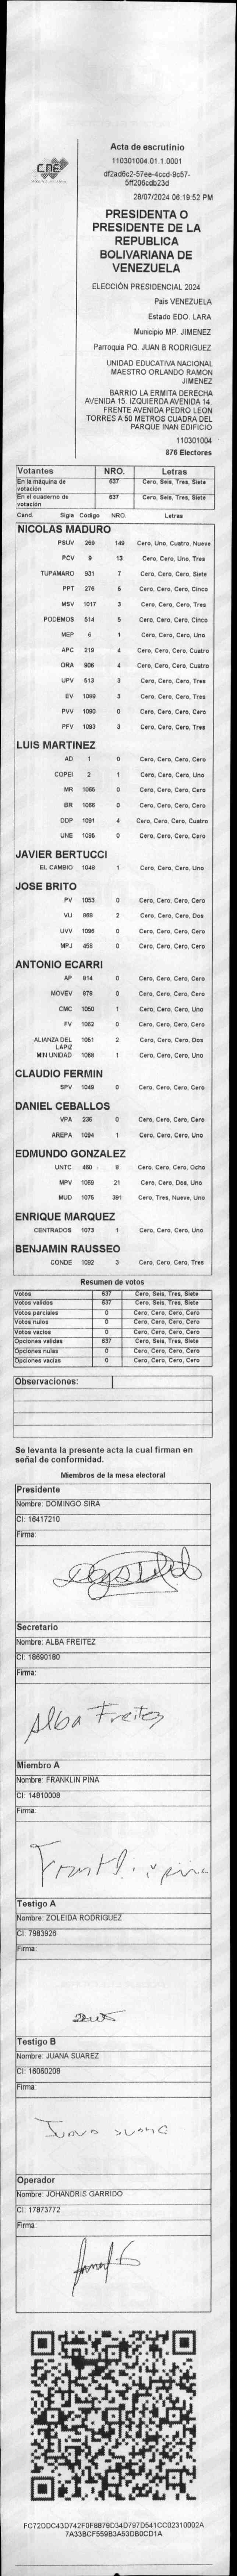 CNE
Acta de escrutinio
110301004.01.1.0001
df2ad6c2-57ee-4ccd-9c57-
5ff206cdb23d
28/07/2024 06:19:52 PM
PRESIDENTA O
PRESIDENTE DE LA
REPUBLICA
BOLIVARIANA DE
VENEZUELA
ELECCIÓN PRESIDENCIAL 2024
País VENEZUELA
Estado EDO. LARA
Municipio MP. JIMENEZ
Parroquia PQ. JUAN B RODRIGUEZ
UNIDAD EDUCATIVA NACIONAL
MAESTRO ORLANDO RAMON
JIMENEZ
BARRIO LA ERMITA DERECHA
AVENIDA 15. IZQUIERDA AVENIDA 14.
FRENTE AVENIDA PEDRO LEON
TORRES A 50 METROS CUADRA DEL
PARQUE INAN EDIFICIO
110301004
876 Electores
Votantes NRO. Letras
En la máquina de votación 637 Cero, Seis, Tres, Siete
En el cuaderno de votación 637 Cero, Seis, Tres, Siete
Cand. Sigla Código NRO. Letras
NICOLAS MADURO
PSUV 269 149 Cero, Uno, Cuatro, Nueve
PCV 9 13 Cero, Cero, Uno, Tres
TUPAMARO 931 7 Cero, Cero, Cero, Siete
PPT 276 5 Cero, Cero, Cero, Cinco
MSV 1017 3 Cero, Cero, Cero, Tres
PODEMOS 514 5 Cero, Cero, Cero, Cinco
MEP 6 1 Cero, Cero, Cero, Uno
APC 219 4 Cero, Cero, Cero, Cuatro
ORA 906 4 Cero, Cero, Cero, Cuatro
UPV 513 3 Cero, Cero, Cero, Tres
EV 1089 3 Cero, Cero, Cero, Tres
PVV 1090 0 Cero, Cero, Cero, Cero
PFV 1093 3 Cero, Cero, Cero, Tres
LUIS MARTINEZ
AD 1 0 Cero, Cero, Cero, Cero
COPEI 2 1 Cero, Cero, Cero, Uno
MR 1065 0 Cero, Cero, Cero, Cero
BR 1066 0 Cero, Cero, Cero, Cero
DDP 1091 4 Cero, Cero, Cero, Cuatro
UNE 1095 0 Cero, Cero, Cero, Cero
JAVIER BERTUCCI
EL CAMBIO 1048 1 Cero, Cero, Cero, Uno
JOSE BRITO
PV 1053 0 Cero, Cero, Cero, Cero
VU 868 2 Cero, Cero, Cero, Dos
UVV 1096 0 Cero, Cero, Cero, Cero
MPJ 458 0 Cero, Cero, Cero, Cero
ANTONIO ECARRI
AP 814 0 Cero, Cero, Cero, Cero
MOVEV 978 0 Cero, Cero, Cero, Cero
CMC 1050 1 Cero, Cero, Cero, Uno
FV 1062 0 Cero, Cero, Cero, Cero
ALIANZA DEL LAPIZ 1051 2 Cero, Cero, Cero, Dos
MIN UNIDAD 1068 1 Cero, Cero, Cero, Uno
CLAUDIO FERMIN
SPV 1049 0 Cero, Cero, Cero, Cero
DANIEL CEBALLOS
VPA 236 0 Cero, Cero, Cero, Cero
AREPA 1094 1 Cero, Cero, Cero, Uno
EDMUNDO GONZALEZ
UNTC 460 8 Cero, Cero, Cero, Ocho
MPV 1069 21 Cero, Cero, Dos, Uno
MUD 1075 391 Cero, Tres, Nueve, Uno
ENRIQUE MARQUEZ
CENTRADOS 1073 1 Cero, Cero, Cero, Uno
BENJAMIN RAUSSEO
CONDE 1092 3 Cero, Cero, Cero, Tres
Resumen de votos
Votos 637 Cero, Seis, Tres, Siete
Votos validos 637 Cero, Seis, Tres, Siete
Votos parciales 0 Cero, Cero, Cero, Cero
Votos nulos 0 Cero, Cero, Cero, Cero
Votos vacios 0 Cero, Cero, Cero, Cero
Opciones validas 637 Cero, Seis, Tres, Siete
Opciones nulas 0 Cero, Cero, Cero, Cero
Opciones vacias 0 Cero, Cero, Cero, Cero
Observaciones:
Se levanta la presente acta la cual firman en
señal de conformidad.
Miembros de la mesa electoral
Presidente
Nombre: DOMINGO SIRA
CI: 16417210
Firma:
Secretario
Nombre: ALBA FREITEZ
CI: 18690180
Firma:
Alba Freitez
Miembro A
Nombre: FRANKLIN PIÑA
CI: 14810008
Firma:
Testigo A
Nombre: ZOLEIDA RODRIGUEZ
CI: 7983926
Firma:
Testigo B
Nombre: JUANA SUAREZ
CI: 16060208
Firma:
Operador
Nombre: JOHANDRIS GARRIDO
CI: 17873772
Firma:
FC72DDC43D742F0F8879D34D797D541CC02310002A
7A33BCF559B3A53DB0CD1A